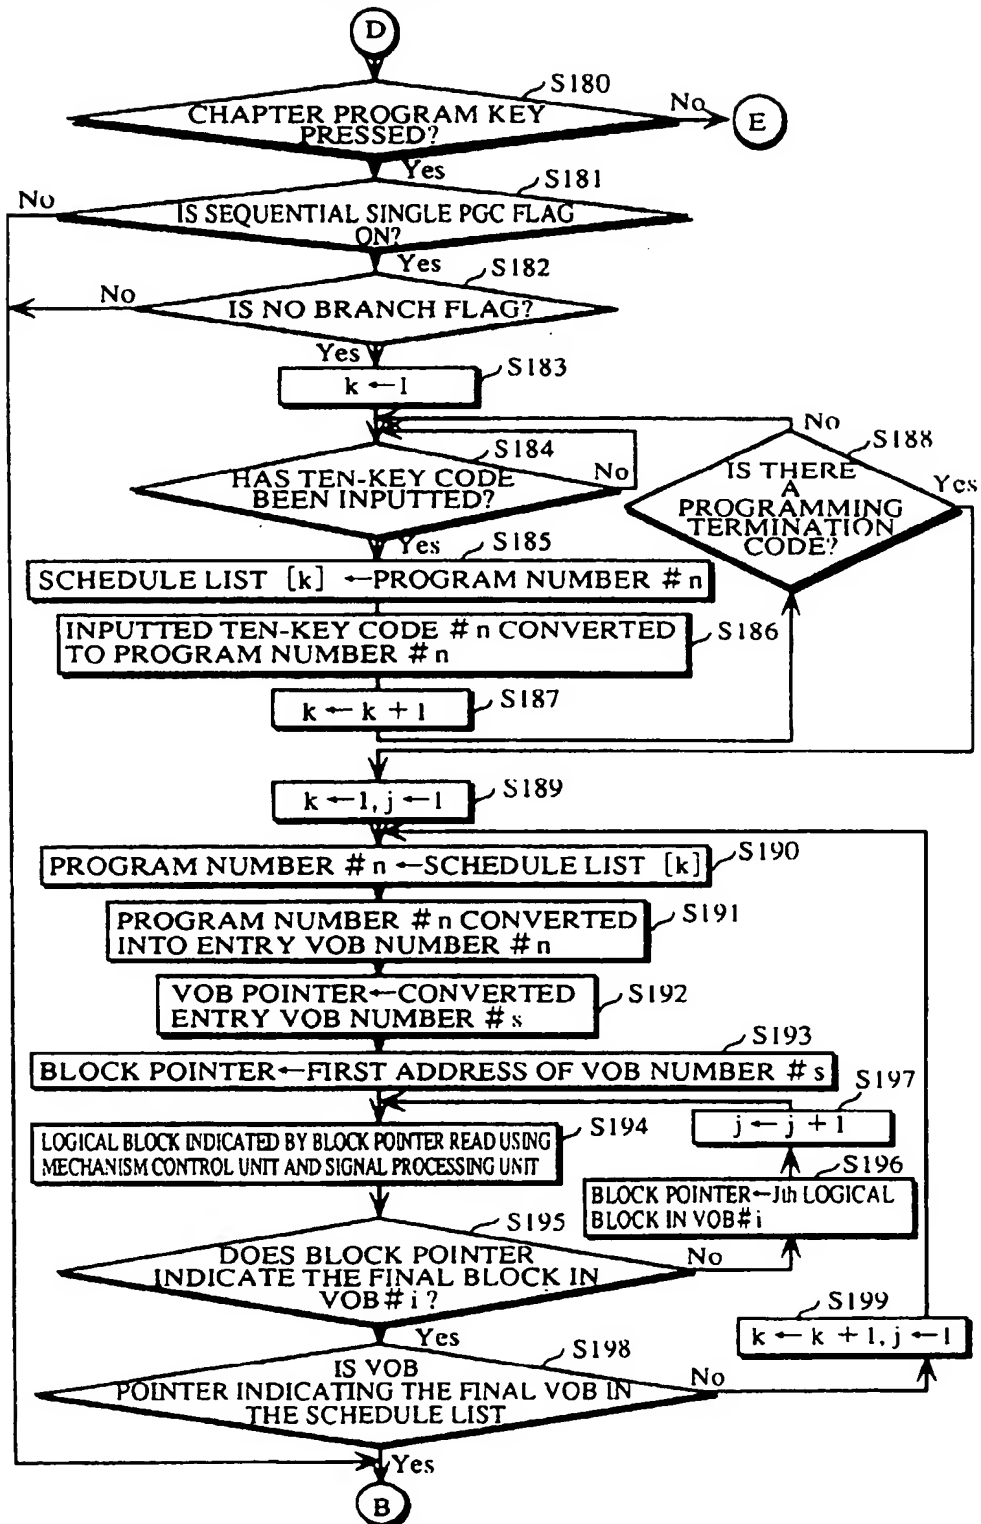 D
S180
CHAPTER PROGRAM KEY
PRESSED?
No
E
Yes
S181
No
IS SEQUENTIAL SINGLE PGC FLAG
ON?
Yes
S182
No
IS NO BRANCH FLAG?
Yes
S183
k ← 1
No
S184
HAS TEN-KEY CODE
BEEN INPUTTED?
No
S188
IS THERE
A
PROGRAMMING
TERMINATION
CODE?
Yes
Yes
S185
SCHEDULE LIST [k] ← PROGRAM NUMBER # n
S186
INPUTTED TEN-KEY CODE # n CONVERTED
TO PROGRAM NUMBER # n
S187
k ← k + 1
S189
k ← 1, j ← 1
S190
PROGRAM NUMBER # n ← SCHEDULE LIST [k]
S191
PROGRAM NUMBER # n CONVERTED
INTO ENTRY VOB NUMBER # n
S192
VOB POINTER ← CONVERTED
ENTRY VOB NUMBER # s
S193
BLOCK POINTER ← FIRST ADDRESS OF VOB NUMBER # s
S197
j ← j + 1
S194
LOGICAL BLOCK INDICATED BY BLOCK POINTER READ USING
MECHANISM CONTROL UNIT AND SIGNAL PROCESSING UNIT
S196
BLOCK POINTER ← Jth LOGICAL
BLOCK IN VOB # i
S195
DOES BLOCK POINTER
INDICATE THE FINAL BLOCK IN
VOB # i ?
No
Yes
S199
k ← k + 1, j ← 1
S198
IS VOB
POINTER INDICATING THE FINAL VOB IN
THE SCHEDULE LIST
No
Yes
B